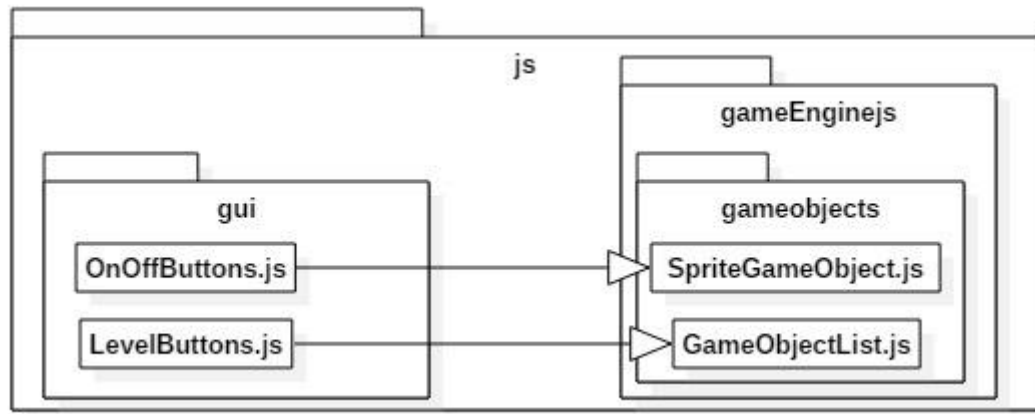 js
gameEnginejs
gui
gameobjects
OnOffButtons.js
SpriteGameObject.js
LevelButtons.js
GameObjectList.js